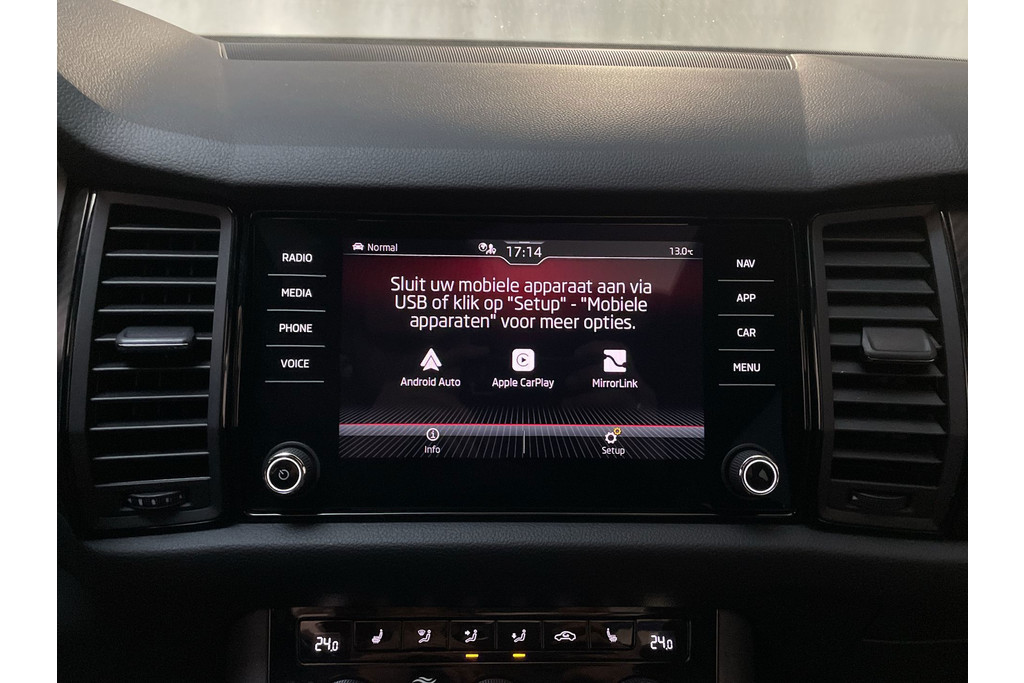 RADIO
MEDIA
PHONE
VOICE
Normal
17:14
13.0°C
Sluit uw mobiele apparaat aan via
USB of klik op "Setup" - "Mobiele
apparaten" voor meer opties.
Android Auto
Apple CarPlay
MirrorLink
Info
Setup
NAV
APP
CAR
MENU
24,0
24,0